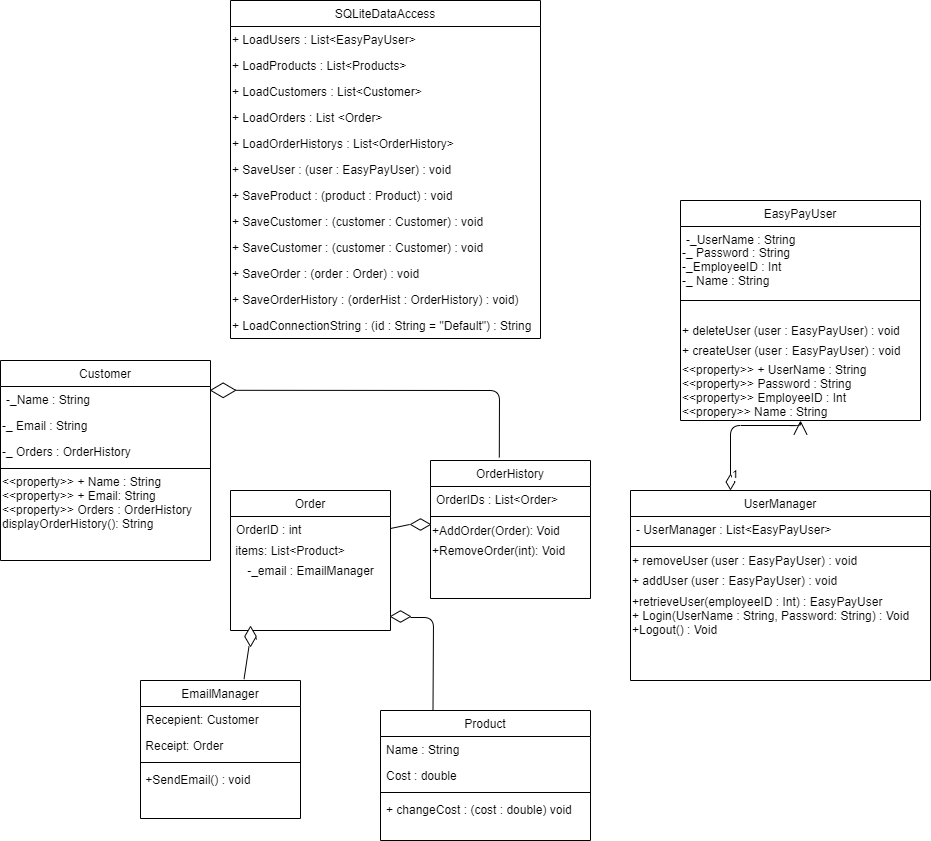 SQLiteDataAccess
+ LoadUsers : List<EasyPayUser>
+ LoadProducts : List<Products>
+ LoadCustomers : List<Customer>
+ LoadOrders : List <Order>
+ LoadOrderHistorys : List<OrderHistory>
+ SaveUser : (user : EasyPayUser) : void
+ SaveProduct : (product : Product) : void
+ SaveCustomer : (customer : Customer) : void
+ SaveCustomer : (customer : Customer) : void
+ SaveOrder : (order : Order) : void
+ SaveOrderHistory : (orderHist : OrderHistory) : void)
+ LoadConnectionString : (id : String = "Default") : String
EasyPayUser
-_UserName : String
-_ Password : String
-_EmployeeID : Int
-_ Name : String
+ deleteUser (user : EasyPayUser) : void
+ createUser (user : EasyPayUser) : void
<<property>> + UserName : String
<<property>> Password : String
<<property>> EmployeeID : Int
<<propery>> Name : String
Customer
-_Name : String
-_ Email : String
-_ Orders : OrderHistory
<<property>> + Name : String
<<property>> + Email: String
<<property>> Orders : OrderHistory
displayOrderHistory(): String
OrderHistory
OrderIDs : List<Order>
+AddOrder(Order): Void
+RemoveOrder(int): Void
Order
OrderID : int
items: List<Product>
-_email : EmailManager
1
UserManager
- UserManager : List<EasyPayUser>
+ removeUser (user : EasyPayUser) : void
+ addUser (user : EasyPayUser) : void
+retrieveUser(employeeID : Int) : EasyPayUser
+ Login(UserName : String, Password: String) : Void
+Logout() : Void
EmailManager
Recepient: Customer
Receipt: Order
+SendEmail() : void
Product
Name : String
Cost : double
+ changeCost : (cost : double) void